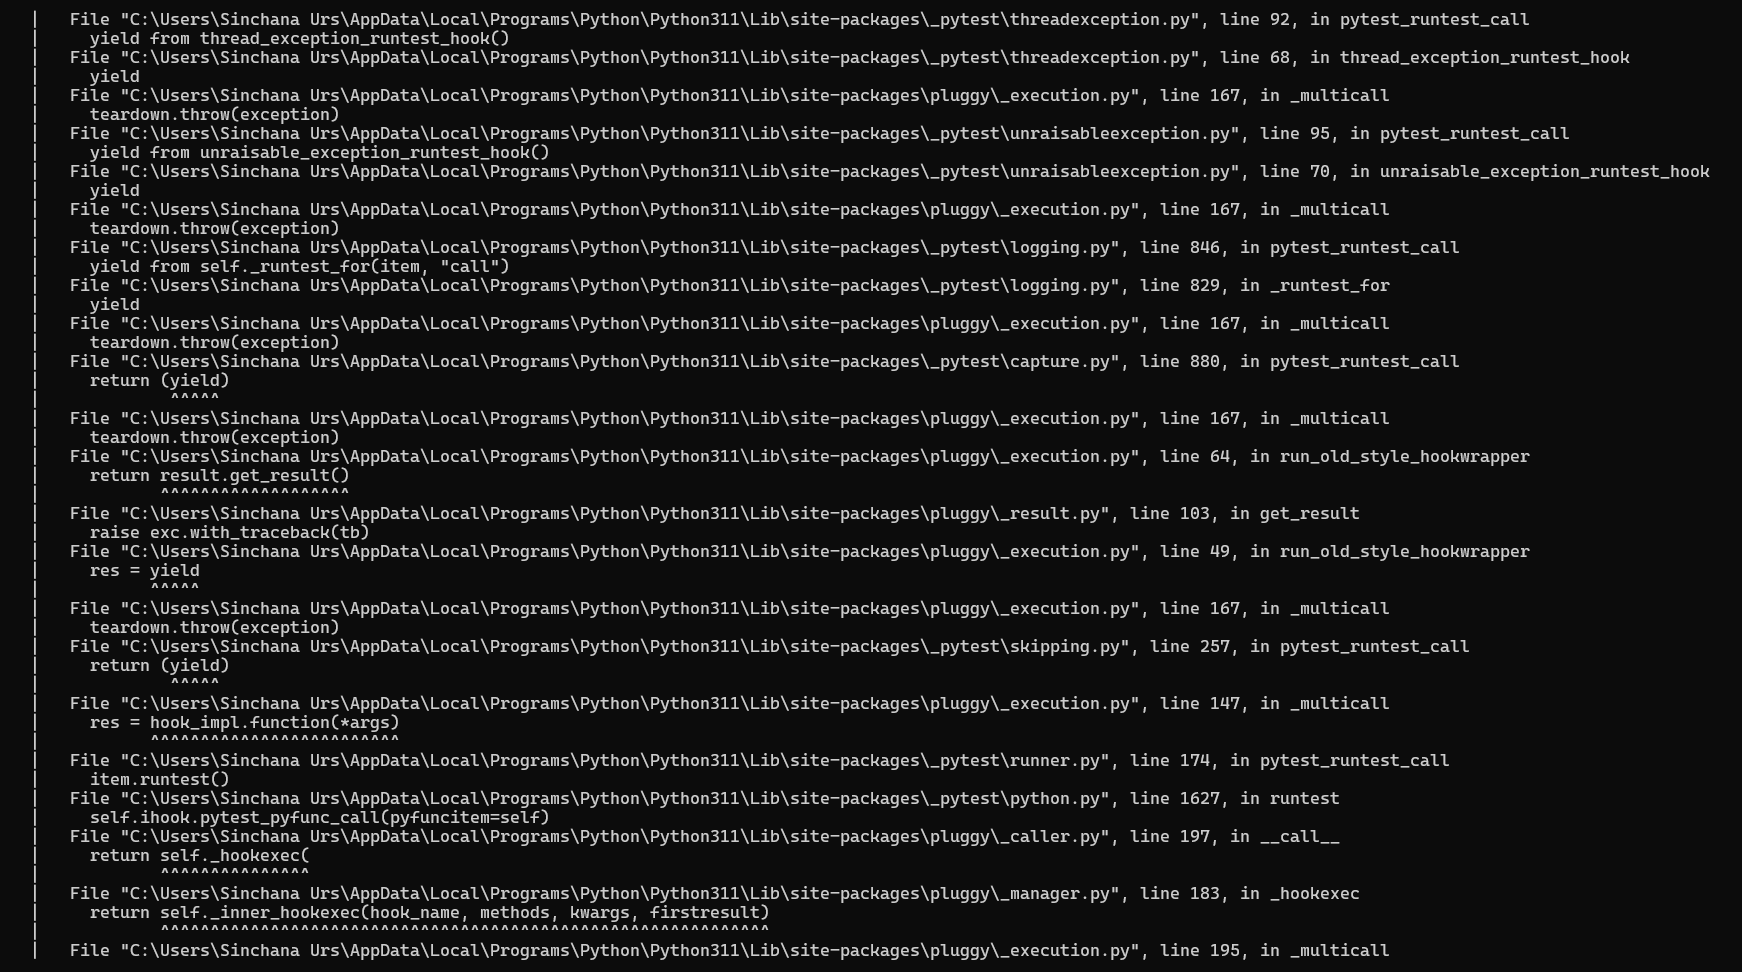 |   File "C:\Users\Sinchana Urs\AppData\Local\Programs\Python\Python311\Lib\site-packages\_pytest\threadexception.py", line 92, in pytest_runtest_call
|     yield from thread_exception_runtest_hook()
|   File "C:\Users\Sinchana Urs\AppData\Local\Programs\Python\Python311\Lib\site-packages\_pytest\threadexception.py", line 68, in thread_exception_runtest_hook
|     yield
|   File "C:\Users\Sinchana Urs\AppData\Local\Programs\Python\Python311\Lib\site-packages\pluggy\_execution.py", line 167, in _multicall
|     teardown.throw(exception)
|   File "C:\Users\Sinchana Urs\AppData\Local\Programs\Python\Python311\Lib\site-packages\_pytest\unraisableexception.py", line 95, in pytest_runtest_call
|     yield from unraisable_exception_runtest_hook()
|   File "C:\Users\Sinchana Urs\AppData\Local\Programs\Python\Python311\Lib\site-packages\_pytest\unraisableexception.py", line 70, in unraisable_exception_runtest_hook
|     yield
|   File "C:\Users\Sinchana Urs\AppData\Local\Programs\Python\Python311\Lib\site-packages\pluggy\_execution.py", line 167, in _multicall
|     teardown.throw(exception)
|   File "C:\Users\Sinchana Urs\AppData\Local\Programs\Python\Python311\Lib\site-packages\_pytest\logging.py", line 846, in pytest_runtest_call
|     yield from self._runtest_for(item, "call")
|   File "C:\Users\Sinchana Urs\AppData\Local\Programs\Python\Python311\Lib\site-packages\_pytest\logging.py", line 829, in _runtest_for
|     yield
|   File "C:\Users\Sinchana Urs\AppData\Local\Programs\Python\Python311\Lib\site-packages\pluggy\_execution.py", line 167, in _multicall
|     teardown.throw(exception)
|   File "C:\Users\Sinchana Urs\AppData\Local\Programs\Python\Python311\Lib\site-packages\_pytest\capture.py", line 880, in pytest_runtest_call
|     return (yield)
|             ^^^^^
|   File "C:\Users\Sinchana Urs\AppData\Local\Programs\Python\Python311\Lib\site-packages\pluggy\_execution.py", line 167, in _multicall
|     teardown.throw(exception)
|   File "C:\Users\Sinchana Urs\AppData\Local\Programs\Python\Python311\Lib\site-packages\pluggy\_execution.py", line 64, in run_old_style_hookwrapper
|     return result.get_result()
|            ^^^^^^^^^^^^^^^^^^^
|   File "C:\Users\Sinchana Urs\AppData\Local\Programs\Python\Python311\Lib\site-packages\pluggy\_result.py", line 103, in get_result
|     raise exc.with_traceback(tb)
|   File "C:\Users\Sinchana Urs\AppData\Local\Programs\Python\Python311\Lib\site-packages\pluggy\_execution.py", line 49, in run_old_style_hookwrapper
|     res = yield
|           ^^^^^
|   File "C:\Users\Sinchana Urs\AppData\Local\Programs\Python\Python311\Lib\site-packages\pluggy\_execution.py", line 167, in _multicall
|     teardown.throw(exception)
|   File "C:\Users\Sinchana Urs\AppData\Local\Programs\Python\Python311\Lib\site-packages\_pytest\skipping.py", line 257, in pytest_runtest_call
|     return (yield)
|             ^^^^^
|   File "C:\Users\Sinchana Urs\AppData\Local\Programs\Python\Python311\Lib\site-packages\pluggy\_execution.py", line 147, in _multicall
|     res = hook_impl.function(*args)
|           ^^^^^^^^^^^^^^^^^^^^^^^^^
|   File "C:\Users\Sinchana Urs\AppData\Local\Programs\Python\Python311\Lib\site-packages\_pytest\runner.py", line 174, in pytest_runtest_call
|     item.runtest()
|   File "C:\Users\Sinchana Urs\AppData\Local\Programs\Python\Python311\Lib\site-packages\_pytest\python.py", line 1627, in runtest
|     self.ihook.pytest_pyfunc_call(pyfuncitem=self)
|   File "C:\Users\Sinchana Urs\AppData\Local\Programs\Python\Python311\Lib\site-packages\pluggy\_caller.py", line 197, in __call__
|     return self._hookexec(
|            ^^^^^^^^^^^^^^^
|   File "C:\Users\Sinchana Urs\AppData\Local\Programs\Python\Python311\Lib\site-packages\pluggy\_manager.py", line 183, in _hookexec
|     return self._inner_hookexec(hook_name, methods, kwargs, firstresult)
|            ^^^^^^^^^^^^^^^^^^^^^^^^^^^^^^^^^^^^^^^^^^^^^^^^^^^^^^^^^^^^^
|   File "C:\Users\Sinchana Urs\AppData\Local\Programs\Python\Python311\Lib\site-packages\pluggy\_execution.py", line 195, in _multicall